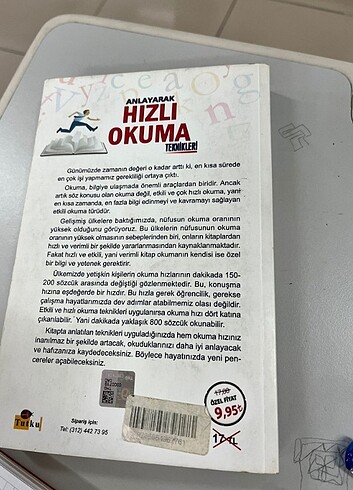 ANLAYARAK
HIZLI
OKUMA
TEKNİKLERİ
Günümüzde zamanın değeri o kadar arttı ki, en kısa sürede
en çok işi yapmamız gerekliliği ortaya çıktı.
Okuma, bilgiye ulaşmada önemli araçlardan biridir. Ancak
artık söz konusu olan okuma değil, etkili ve çok hızlı okuma, yani
en kısa zamanda, en fazla bilgi edinmeyi ve kavramayı sağlayan
etkili okuma türüdür.
Gelişmiş ülkelere baktığımızda, nüfusun okuma oranının
yüksek olduğunu görüyoruz. Bu ülkelerin nüfusunun okuma
oranının yüksek olmasının sebeplerinden biri, onların kitaplardan
hızlı ve verimli bir şekilde yararlanmasından kaynaklanmaktadır.
Fakat hızlı ve etkili, yani verimli kitap okumanın kendisi ise özel
bir bilgi ve yetenek gerektirir.
Ülkemizde yetişkin kişilerin okuma hızlarının dakikada 150-
200 sözcük arasında değiştiği gözlenmektedir. Bu, konuşma
hızına eşdeğerde bir hızdır. Bu hızla gerek öğrencilik, gerekse
çalışma hayatlarımızda dev adımlar atabilmemiz olası değildir.
Etkili ve hızlı okuma teknikleri uygulanırsa okuma hızı dört katına
çıkarılabilir. Yani dakikada yaklaşık 800 sözcük okunabilir.
Kitapta anlatılan teknikleri uyguladığınızda hem okuma hızınız
inanılmaz bir şekilde artacak, okuduklarınızı daha iyi anlayacak
ve hafızanıza kaydedeceksiniz. Böylece hayatınızda yeni pen-
cereler açabileceksiniz.
17.00
ÖZEL FİYAT
9,95₺
17 TL
Tutku
Sipariş için:
Tel: (312) 442 73 95